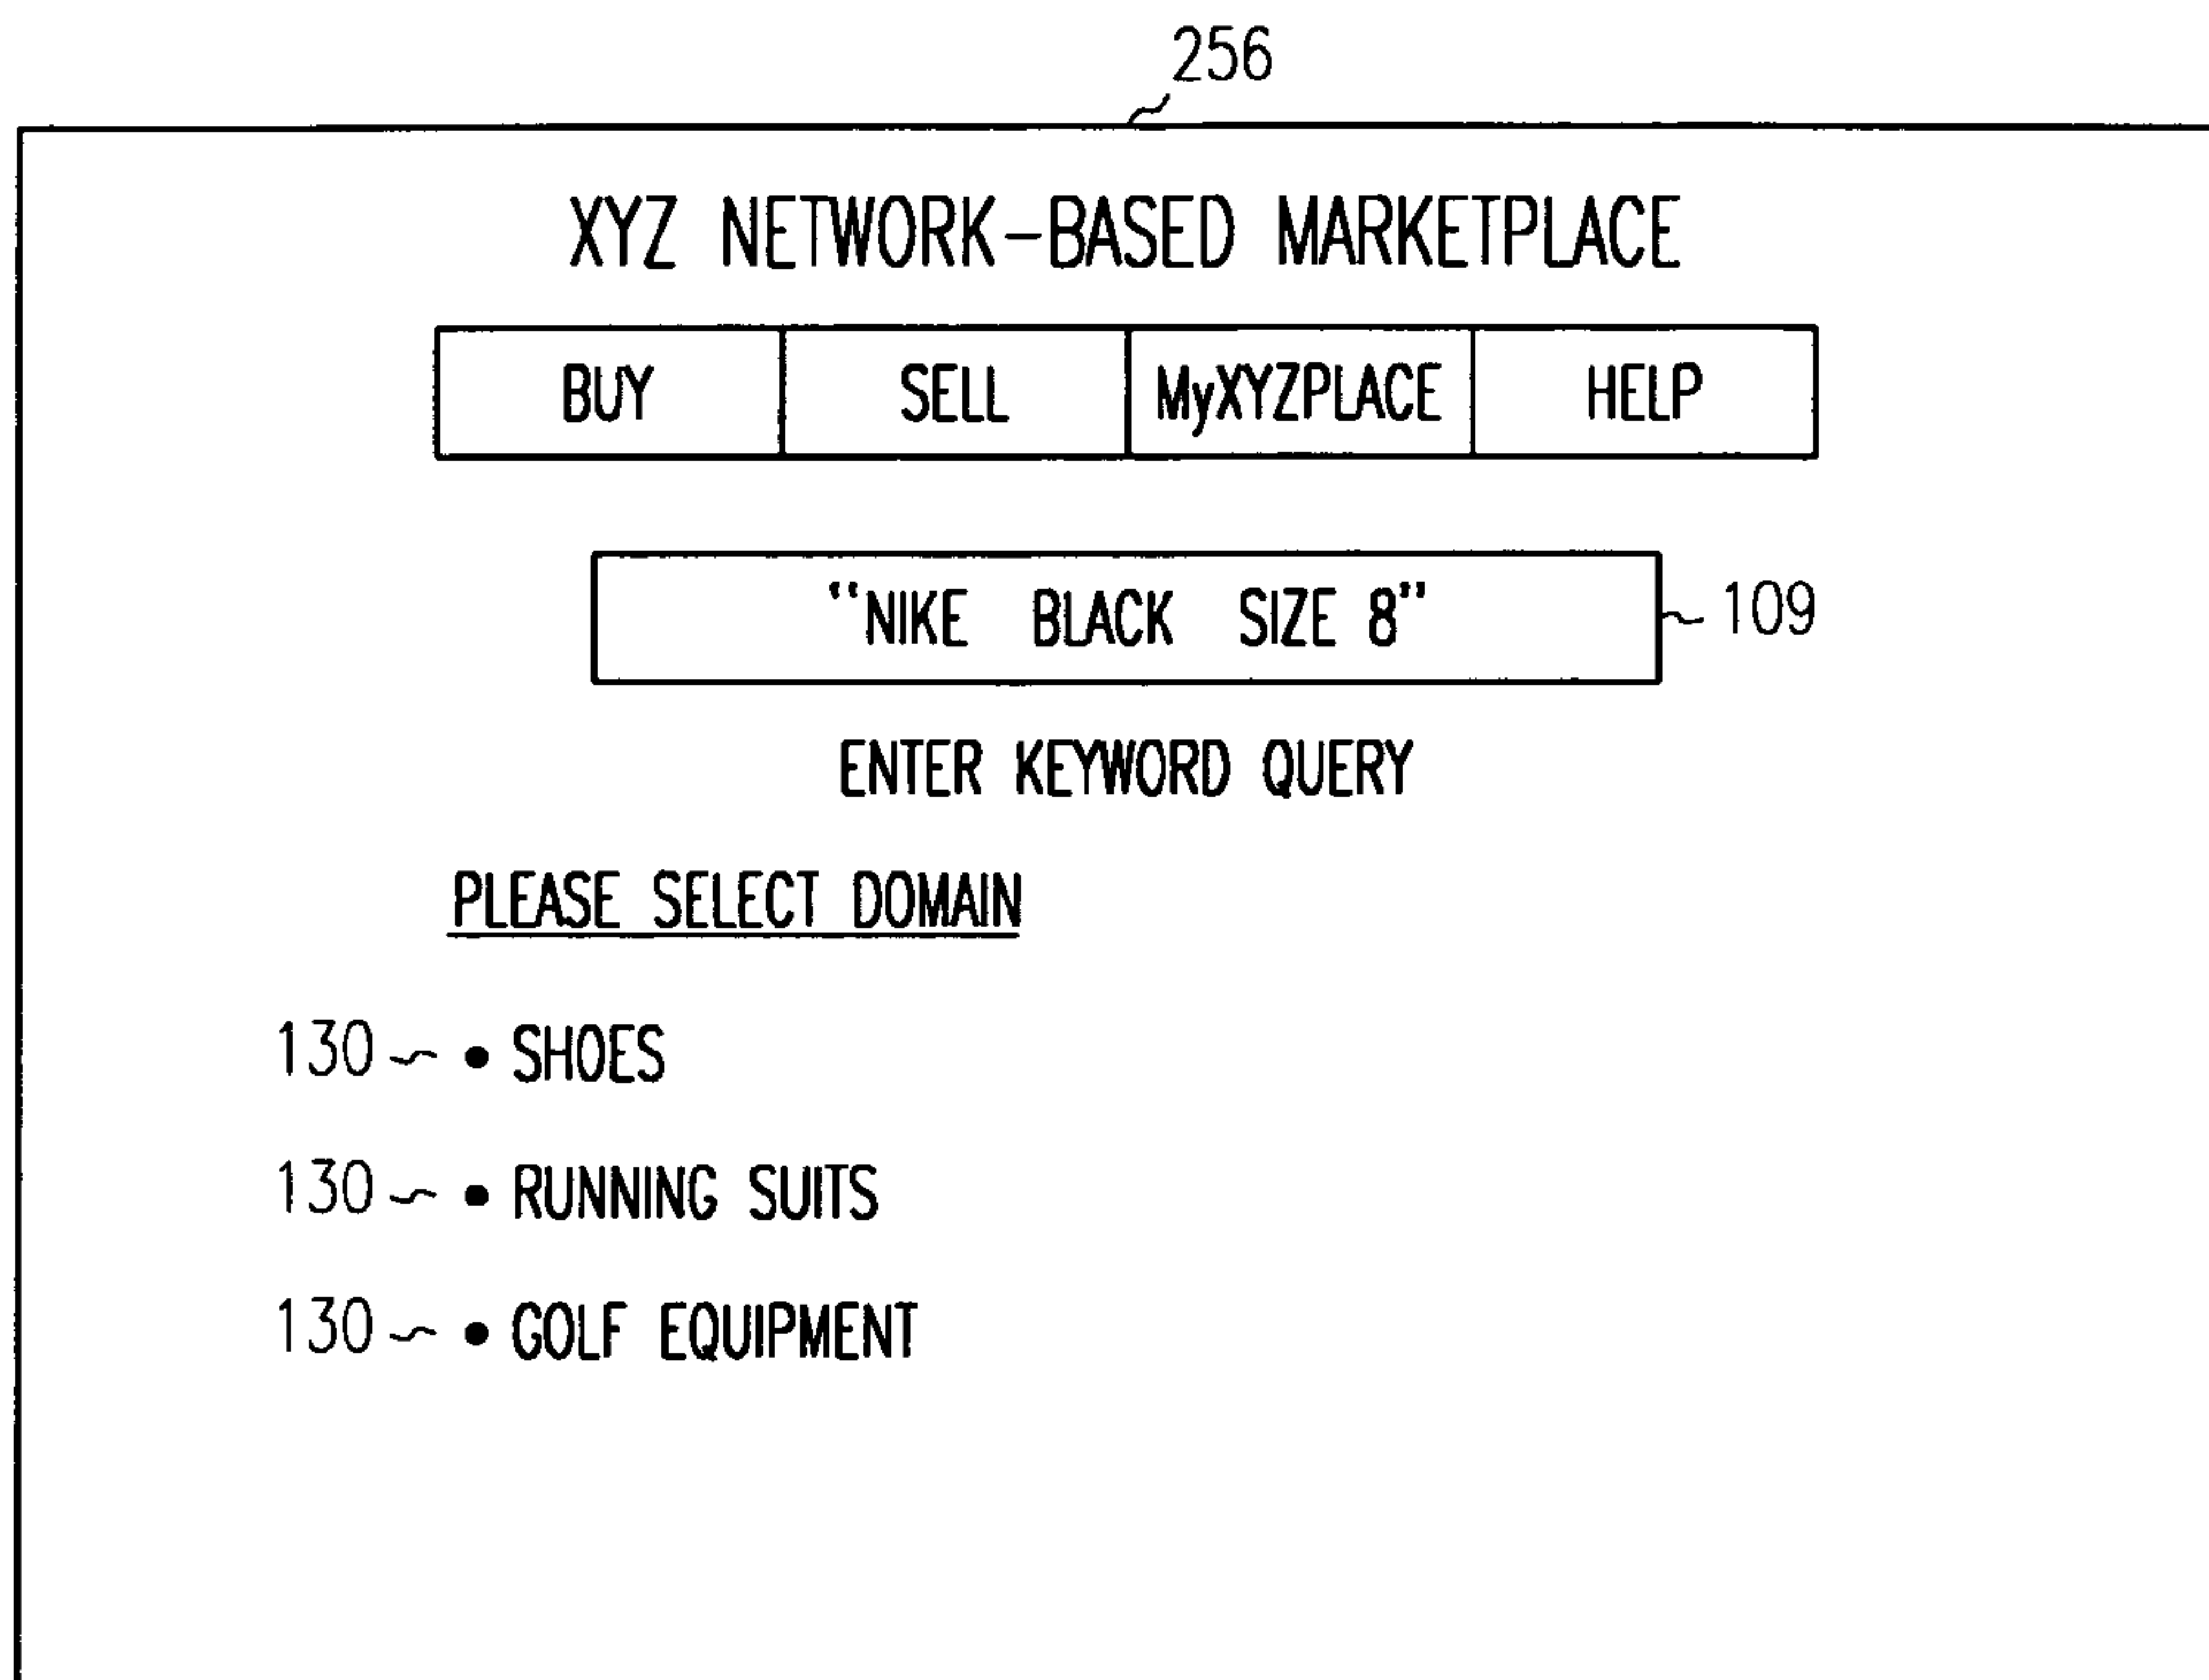 256
XYZ NETWORK-BASED MARKETPLACE
BUY SELL MyXYZPLACE HELP
“NIKE BLACK SIZE 8” 109
ENTER KEYWORD QUERY
PLEASE SELECT DOMAIN
130 • SHOES
130 • RUNNING SUITS
130 • GOLF EQUIPMENT